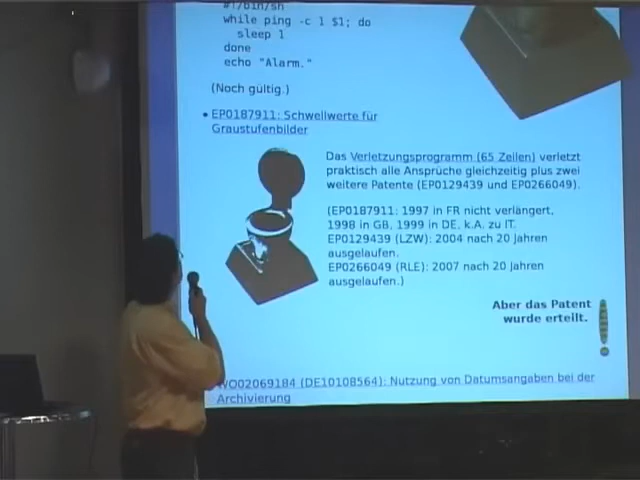 #!/bin/sh
while ping -c 1 $1; do
sleep 1
done
echo "Alarm."
(Noch gültig.)
• EP0187911: Schwellwerte für
Graustufenbilder
Das Verletzungsprogramm (65 Zeilen) verletzt
praktisch alle Ansprüche gleichzeitig plus zwei
weitere Patente (EP0129439 und EP0266049).
(EP0187911: 1997 in FR nicht verlängert,
1998 in GB, 1999 in DE, k.A. zu IT.
EP0129439 (LZW): 2004 nach 20 Jahren
ausgelaufen.
EP0266049 (RLE): 2007 nach 20 Jahren
ausgelaufen.)
Aber das Patent
wurde erteilt.
WO02069184 (DE10108564): Nutzung von Datumsangaben bei der
Archivierung